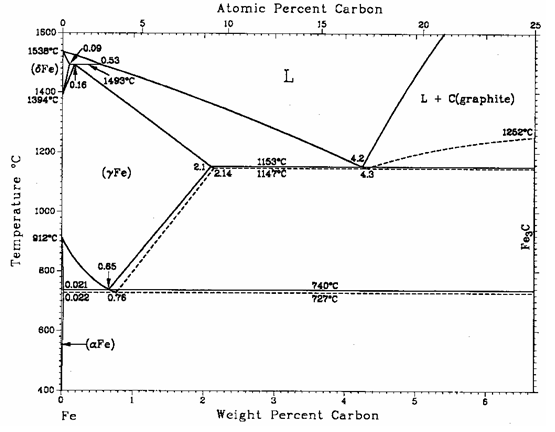 Atomic Percent Carbon
0 5 10 15 20 25
1500
1538°C
0.09
(δFe)
0.53
1493°C
0.16
1400
1394°C
L
L + C(graphite)
1252°C
1200
1153°C
4.2
2.1
2.14
1147°C
4.3
(γFe)
Temperature °C
1000
912°C
Fe₃C
800
0.65
740°C
0.021
0.022
0.76
727°C
600
(αFe)
400
0 1 2 3 4 5 6
Fe
Weight Percent Carbon